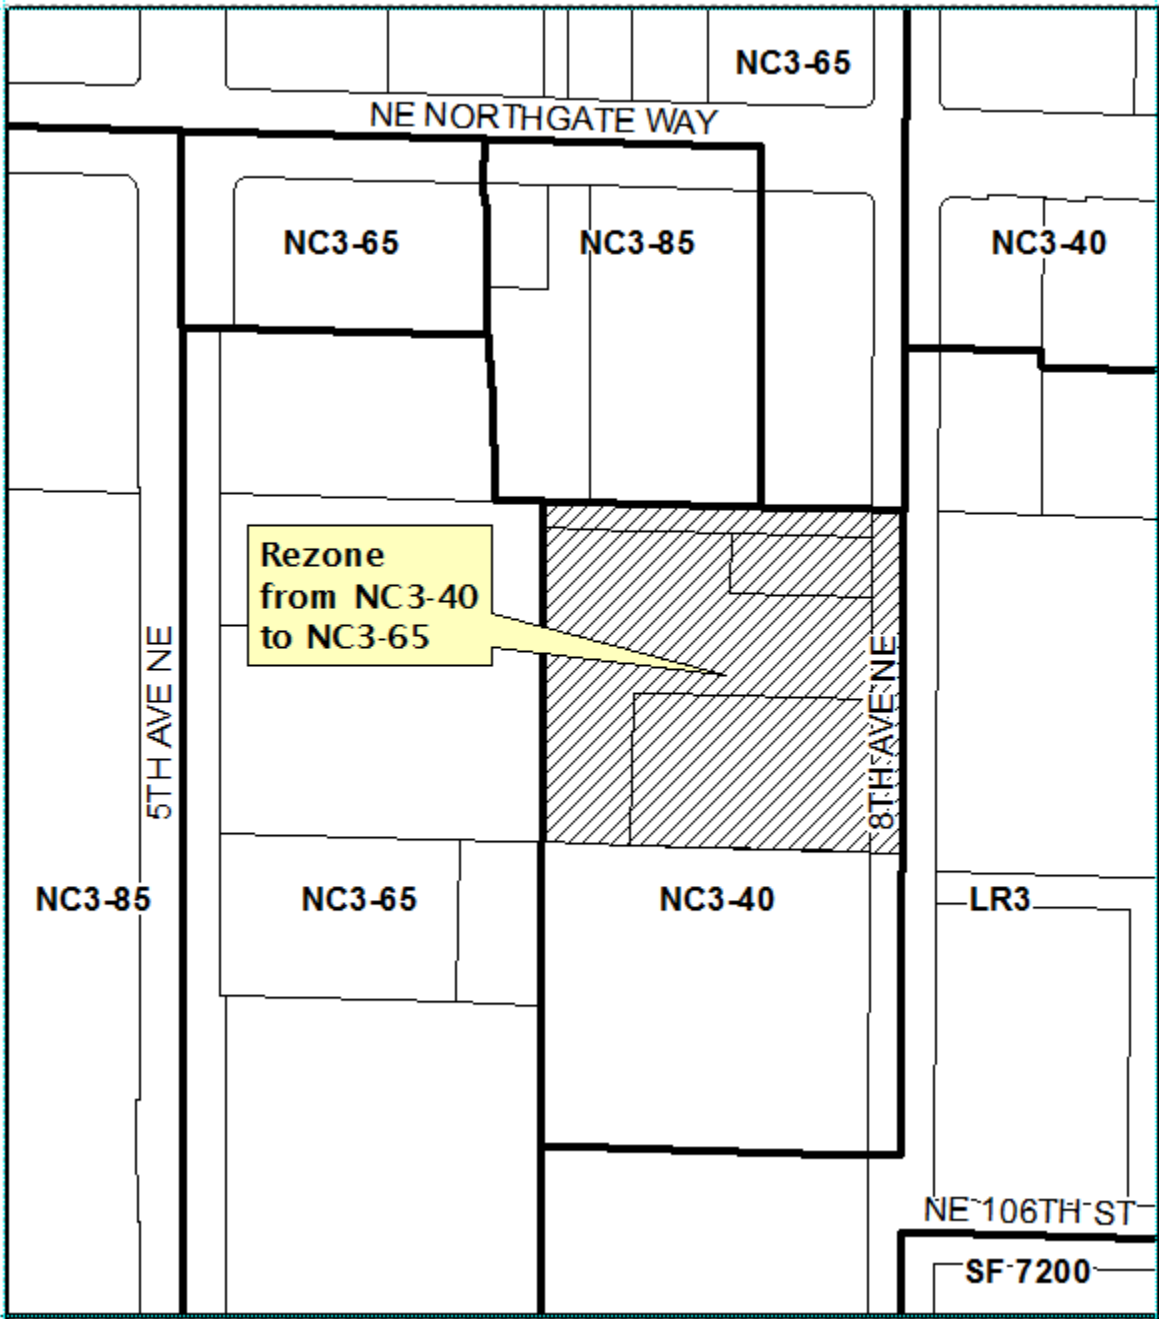 NC3-65
NE NORTHGATE WAY
NC3-65
NC3-85
NC3-40
Rezone
from NC3-40
to NC3-65
5TH AVE NE
8TH AVE NE
NC3-85
NC3-65
NC3-40
LR3
NE 106TH ST
SF 7200